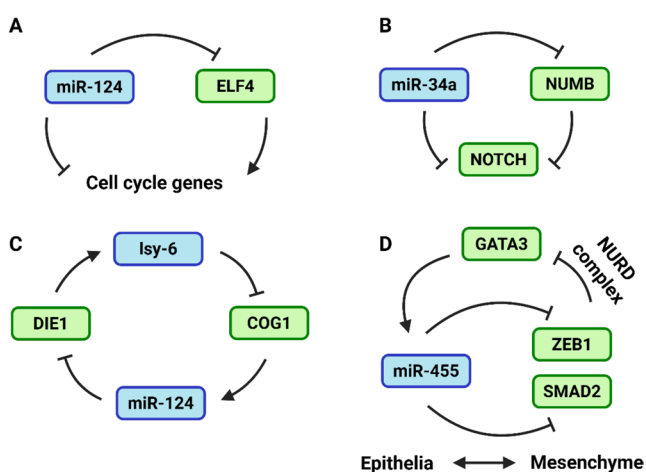 A
miR-124
ELF4
Cell cycle genes
B
miR-34a
NUMB
NOTCH
C
lsy-6
DIE1
COG1
miR-124
D
GATA3
NURD
complex
ZEB1
miR-455
SMAD2
Epithelia
Mesenchyme